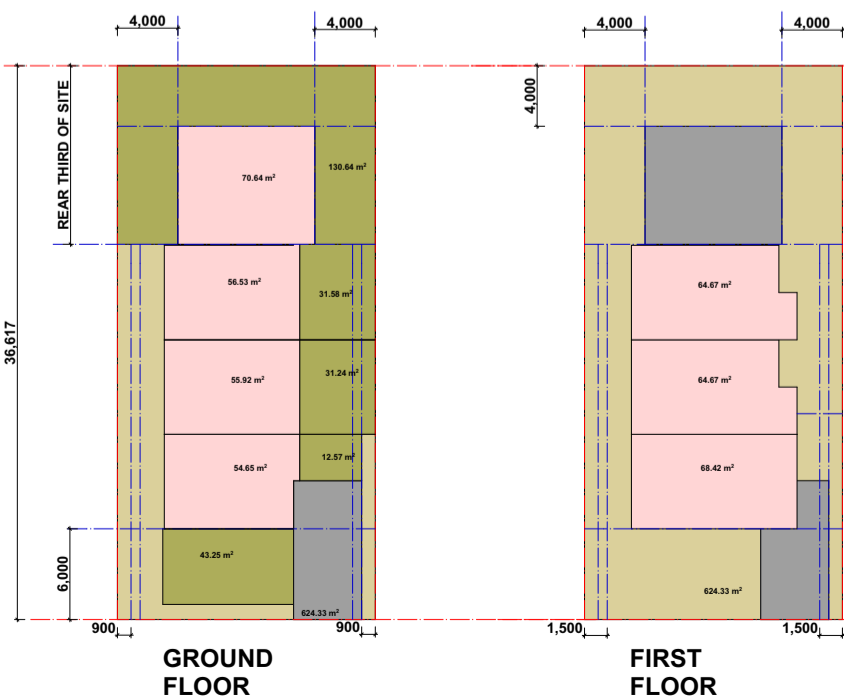 4,000
4,000
4,000
4,000
4,000
REAR THIRD OF SITE
130.64 m²
70.64 m²
56.53 m²
31.58 m²
64.67 m²
36,617
55.92 m²
31.24 m²
64.67 m²
12.57 m²
54.65 m²
68.42 m²
43.25 m²
6,000
624.33 m²
624.33 m²
900
900
1,500
1,500
GROUND
FLOOR
FIRST
FLOOR